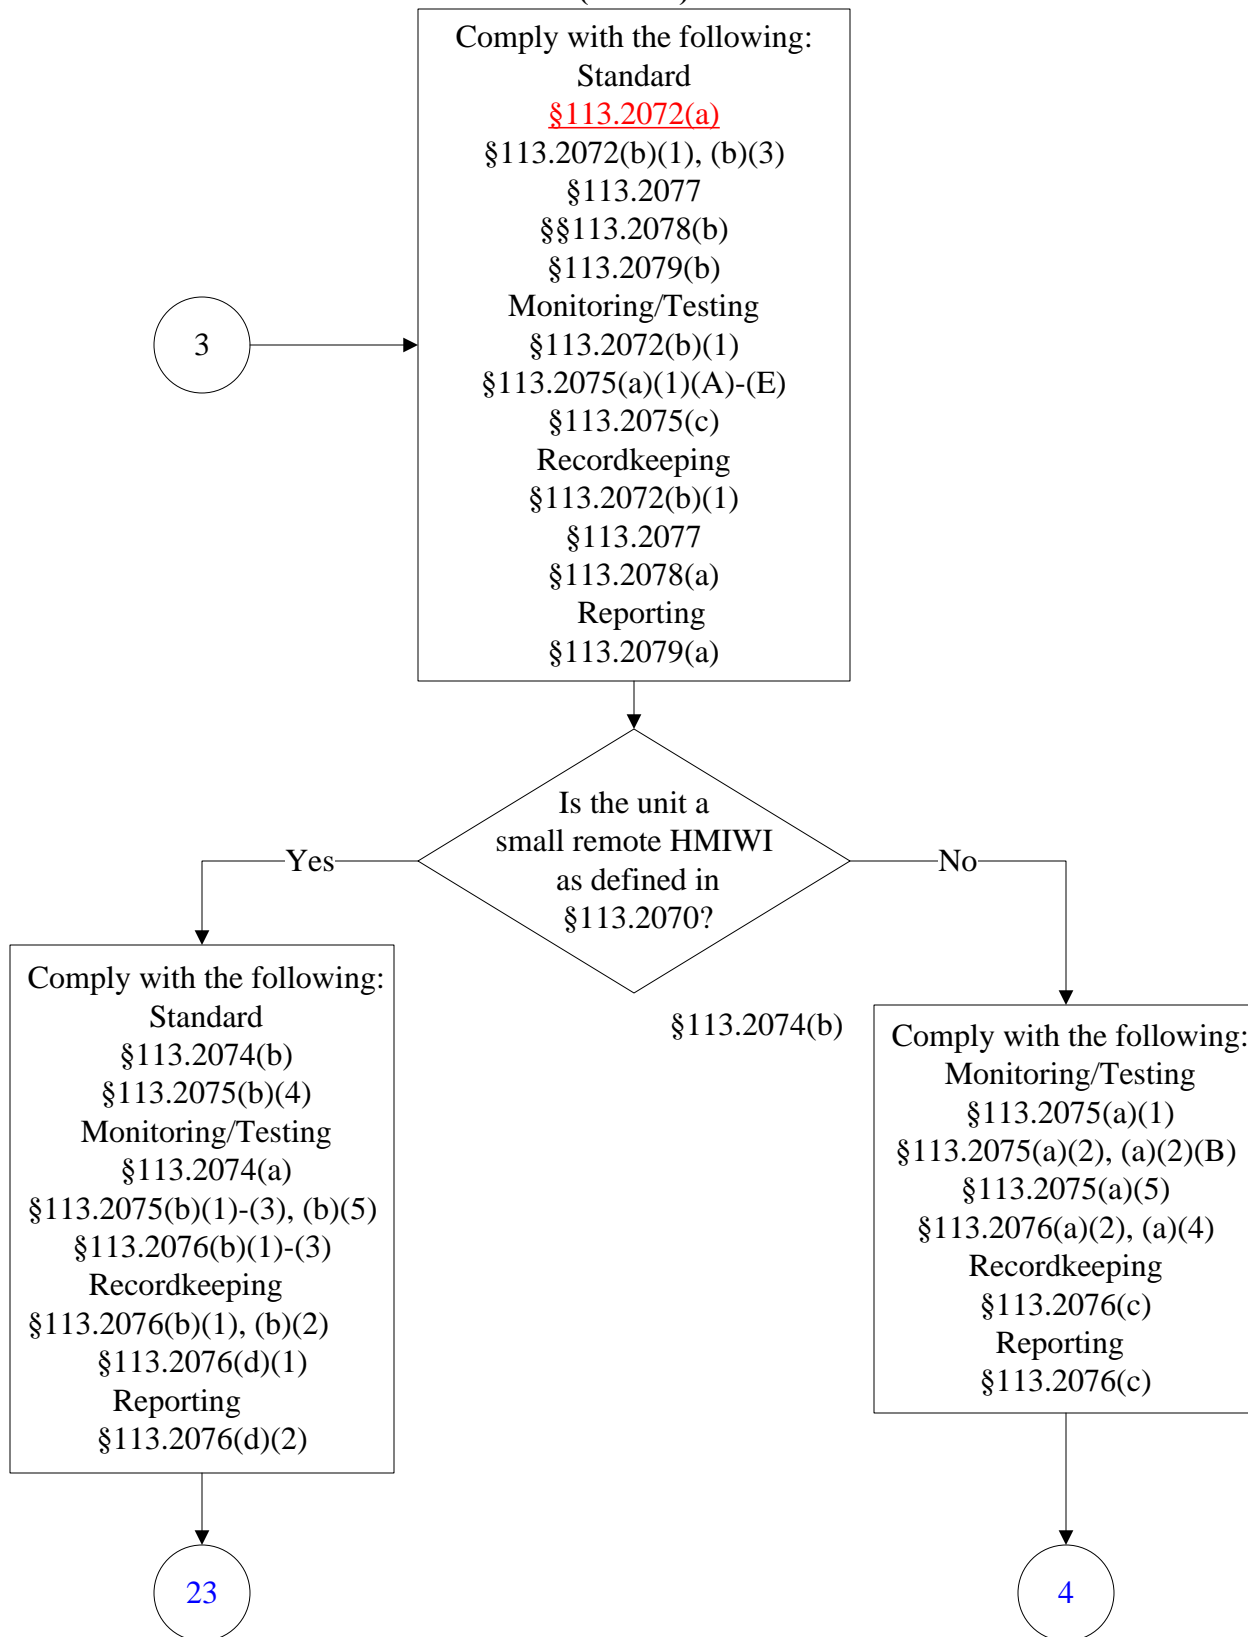 Comply with the following:
Standard
§113.2072(a)
§113.2072(b)(1), (b)(3)
§113.2077
§§113.2078(b)
§113.2079(b)
Monitoring/Testing
§113.2072(b)(1)
§113.2075(a)(1)(A)-(E)
§113.2075(c)
Recordkeeping
§113.2072(b)(1)
§113.2077
§113.2078(a)
Reporting
§113.2079(a)
3
Is the unit a
small remote HMIWI
as defined in
§113.2070?
Yes
No
§113.2074(b)
Comply with the following:
Standard
§113.2074(b)
§113.2075(b)(4)
Monitoring/Testing
§113.2074(a)
§113.2075(b)(1)-(3), (b)(5)
§113.2076(b)(1)-(3)
Recordkeeping
§113.2076(b)(1), (b)(2)
§113.2076(d)(1)
Reporting
§113.2076(d)(2)
Comply with the following:
Monitoring/Testing
§113.2075(a)(1)
§113.2075(a)(2), (a)(2)(B)
§113.2075(a)(5)
§113.2076(a)(2), (a)(4)
Recordkeeping
§113.2076(c)
Reporting
§113.2076(c)
23
4